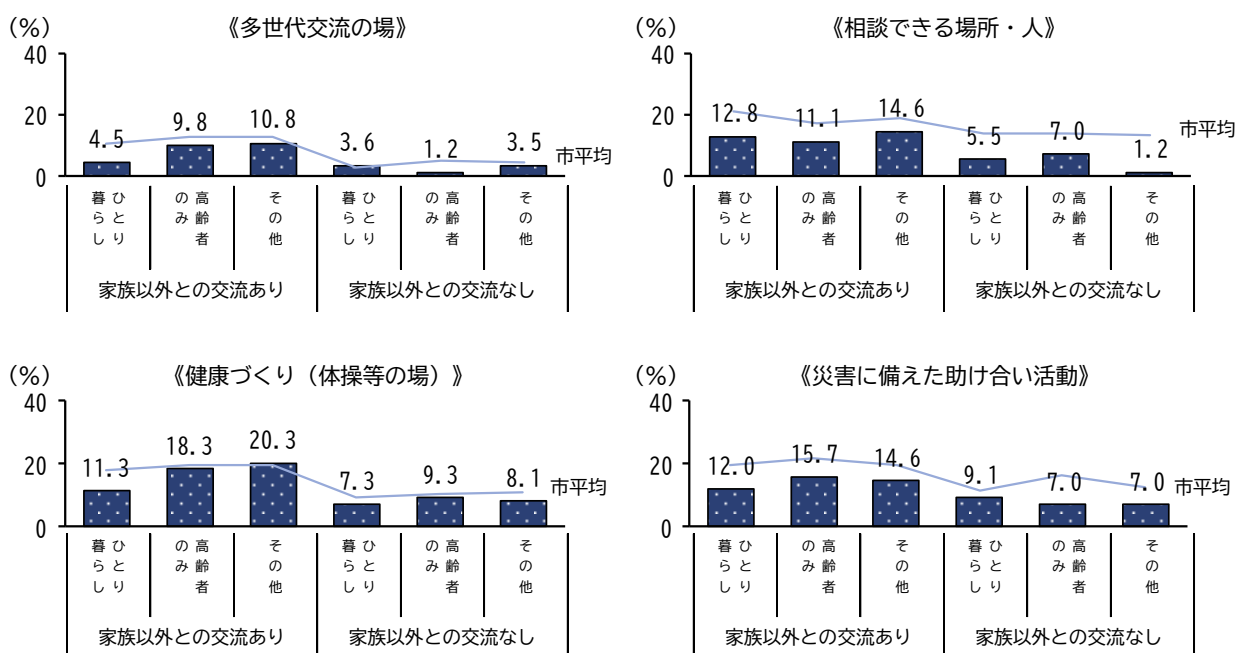 (%)
《多世代交流の場》
40
20
0
4.5
9.8
10.8
3.6
1.2
3.5
市平均
ひとり
暮らし
高齢者
のみ
その他
ひとり
暮らし
高齢者
のみ
その他
家族以外との交流あり
家族以外との交流なし
(%)
《相談できる場所・人》
40
20
0
12.8
11.1
14.6
5.5
7.0
1.2
市平均
ひとり
暮らし
高齢者
のみ
その他
ひとり
暮らし
高齢者
のみ
その他
家族以外との交流あり
家族以外との交流なし
(%)
《健康づくり（体操等の場）》
40
20
0
11.3
18.3
20.3
7.3
9.3
8.1
市平均
ひとり
暮らし
高齢者
のみ
その他
ひとり
暮らし
高齢者
のみ
その他
家族以外との交流あり
家族以外との交流なし
(%)
《災害に備えた助け合い活動》
40
20
0
12.0
15.7
14.6
9.1
7.0
7.0
市平均
ひとり
暮らし
高齢者
のみ
その他
ひとり
暮らし
高齢者
のみ
その他
家族以外との交流あり
家族以外との交流なし